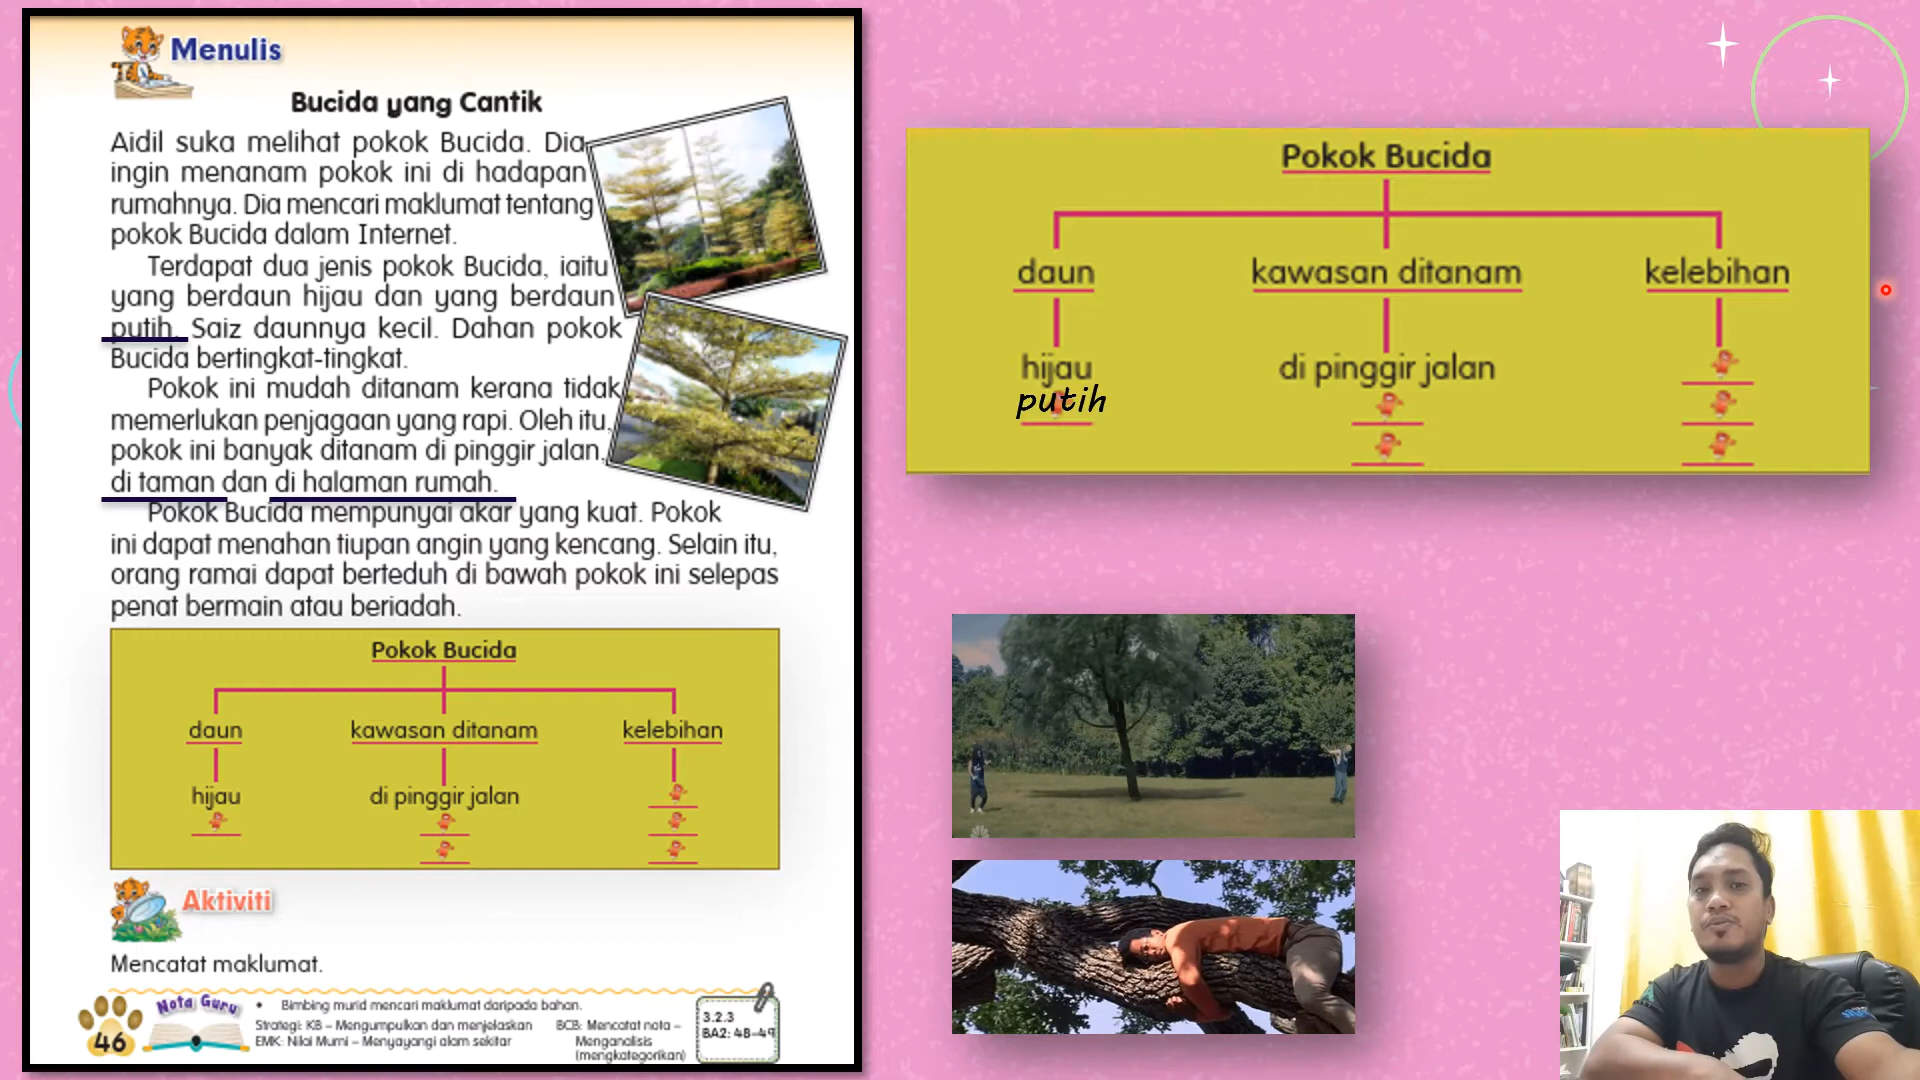 Menulis
Bucida yang Cantik
Aidil suka melihat pokok Bucida. Dia
ingin menanam pokok ini di hadapan
rumahnya. Dia mencari maklumat tentang
pokok Bucida dalam Internet.
Terdapat dua jenis pokok Bucida, iaitu
yang berdaun hijau dan yang berdaun
putih. Saiz daunnya kecil. Dahan pokok
Bucida bertingkat-tingkat.
Pokok ini mudah ditanam kerana tidak
memerlukan penjagaan yang rapi. Oleh itu,
pokok ini banyak ditanam di pinggir jalan,
di taman dan di halaman rumah.
Pokok Bucida mempunyai akar yang kuat. Pokok
ini dapat menahan tiupan angin yang kencang. Selain itu,
orang ramai dapat berteduh di bawah pokok ini selepas
penat bermain atau beriadah.
Pokok Bucida
daun kawasan ditanam kelebihan
hijau di pinggir jalan
Aktiviti
Mencatat maklumat.
46
Nota Guru
• Bimbing murid mencari maklumat daripada bahan.
Strategi: KB – Mengumpulkan dan menjelaskan
EMK: Nilai Murni – Menyayangi alam sekitar
BCB: Mencatat nota –
Menganalisis
(mengkategorikan)
3.2.3
BA2: 48–49
Pokok Bucida
daun kawasan ditanam kelebihan
hijau di pinggir jalan
putih